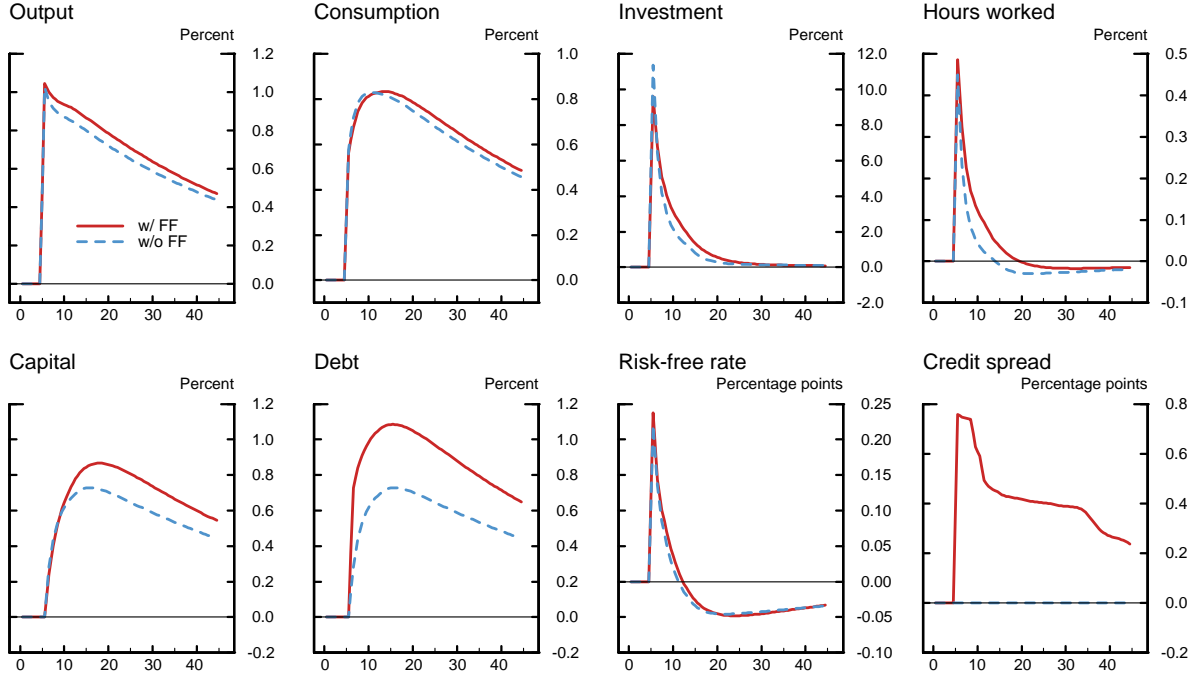 Output
Percent
1.2
1.0
0.8
0.6
0.4
0.2
0.0
w/ FF
w/o FF
0 10 20 30 40
Consumption
Percent
1.0
0.8
0.6
0.4
0.2
0.0
0 10 20 30 40
Investment
Percent
12.0
10.0
8.0
6.0
4.0
2.0
0.0
-2.0
0 10 20 30 40
Hours worked
Percent
0.5
0.4
0.3
0.2
0.1
0.0
-0.1
0 10 20 30 40
Capital
Percent
1.2
1.0
0.8
0.6
0.4
0.2
0.0
-0.2
0 10 20 30 40
Debt
Percent
1.2
1.0
0.8
0.6
0.4
0.2
0.0
-0.2
0 10 20 30 40
Risk-free rate
Percentage points
0.25
0.20
0.15
0.10
0.05
0.00
-0.05
-0.10
0 10 20 30 40
Credit spread
Percentage points
0.8
0.6
0.4
0.2
0.0
-0.2
0 10 20 30 40